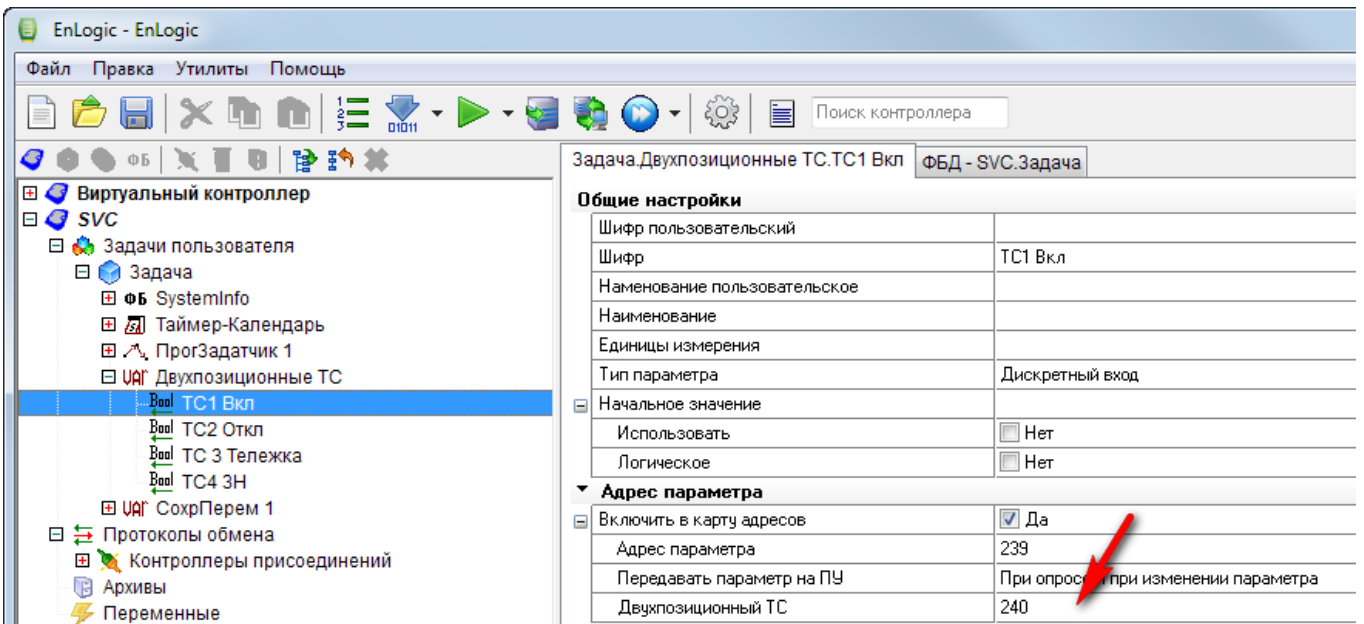 EnLogic - EnLogic
Файл Правка Утилиты Помощь
1 2 3 01011 Поиск контроллера
ФБ
Задача.Двухпозиционные ТС.ТС1 Вкл ФБД - SVC.Задача
Виртуальный контроллер
SVC
Задачи пользователя
Задача
ФБ SystemInfo
Таймер-Календарь
ПрогЗадатчик 1
VAR Двухпозиционные ТС
Bool ТС1 Вкл
Bool ТС2 Откл
Bool ТС 3 Тележка
Bool ТС4 ЗН
VAR СохрПерем 1
Протоколы обмена
Контроллеры присоединений
Архивы
Переменные
Общие настройки
Шифр пользовательский
Шифр ТС1 Вкл
Наменование пользовательское
Наименование
Единицы измерения
Тип параметра Дискретный вход
Начальное значение
Использовать Нет
Логическое Нет
Адрес параметра
Включить в карту адресов Да
Адрес параметра 239
Передавать параметр на ПУ При опросе при изменении параметра
Двухпозиционный ТС 240